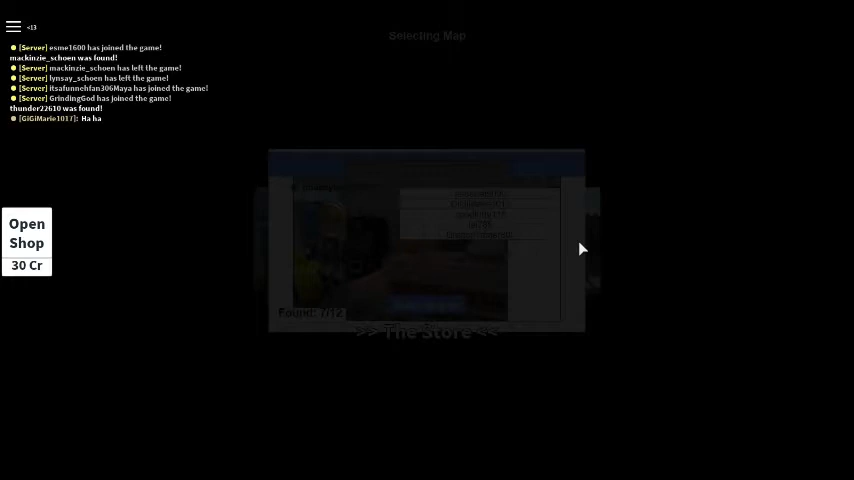 <13
Selecting Map
[Server] esme1600 has joined the game!
mackinzie_schoen was found!
[Server] mackinzie_schoen has left the game!
[Server] lynsay_schoen has left the game!
[Server] itsafunnehfan306Maya has joined the game!
[Server] GrindingGod has joined the game!
thunder22610 was found!
[GiGiMarie1017]: Ha ha
Open
Shop
30 Cr
Found: 7/12
>> The Store <<